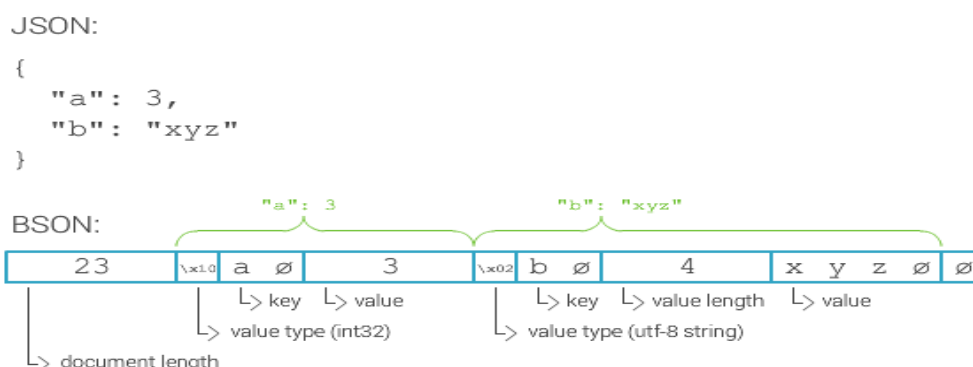 JSON:
{
"a": 3,
"b": "xyz"
}
"a": 3 "b": "xyz"
BSON:
23 \x10 a ø 3 \x02 b ø 4 x y z ø ø
key value key value length value
value type (int32) value type (utf-8 string)
document length